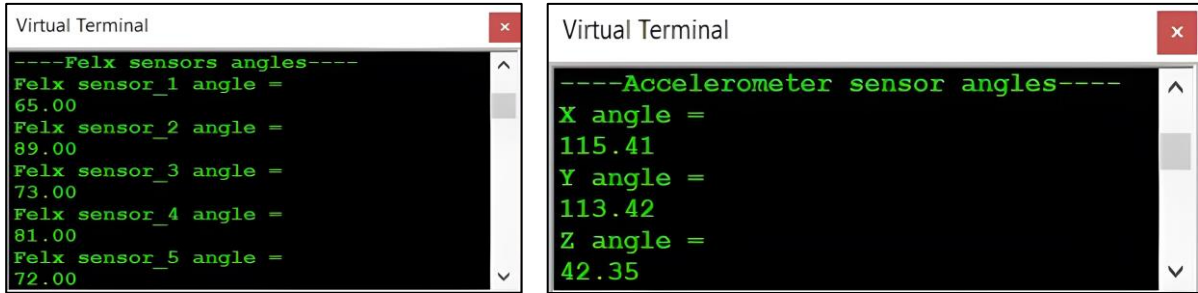 Virtual Terminal
----Felx sensors angles----
Felx sensor_1 angle =
65.00
Felx sensor_2 angle =
89.00
Felx sensor_3 angle =
73.00
Felx sensor_4 angle =
81.00
Felx sensor_5 angle =
72.00
Virtual Terminal
----Accelerometer sensor angles----
X angle =
115.41
Y angle =
113.42
Z angle =
42.35